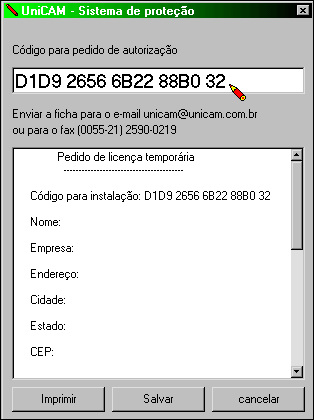 UniCAM - Sistema de proteção
Código para pedido de autorização
D1D9 2656 6B22 88B0 32
Enviar a ficha para o e-mail unicam@unicam.com.br
ou para o fax (0055-21) 2590-0219
Pedido de licença temporária
----------------------------------------
Código para instalação: D1D9 2656 6B22 88B0 32
Nome:
Empresa:
Endereço:
Cidade:
Estado:
CEP:
Imprimir
Salvar
cancelar